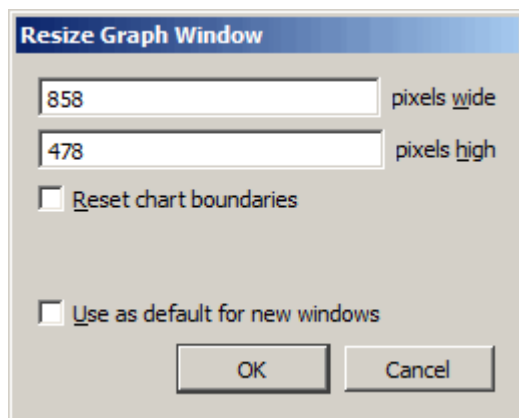 Resize Graph Window
858 pixels wide
478 pixels high
Reset chart boundaries
Use as default for new windows
OK Cancel